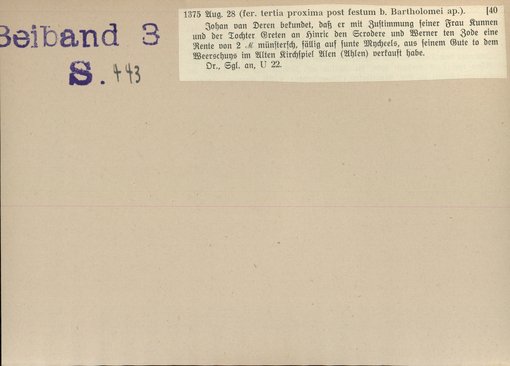 Beiband 3
S. 443
1375 Aug. 28 (fer. tertia proxima post festum b. Bartholomei ap.). [40
Johan van Deren bekundet, daß er mit Zustimmung seiner Frau Kunnen
und der Tochter Greten an Hinric den Scrodere und Werner ten Zode eine
Rente von 2 M münstersch, fällig auf sunte Mycheels, aus seinem Gute to dem
Weerschuys im Alten Kirchspiel Alen (Ahlen) verkauft habe.
Or., Sgl. an, U 22.